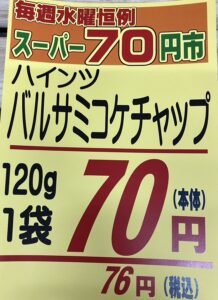 毎週水曜恒例
スーパー70円市
ハインツ
バルサミコケチャップ
120g
1袋
70円
(本体)
76円(税込)